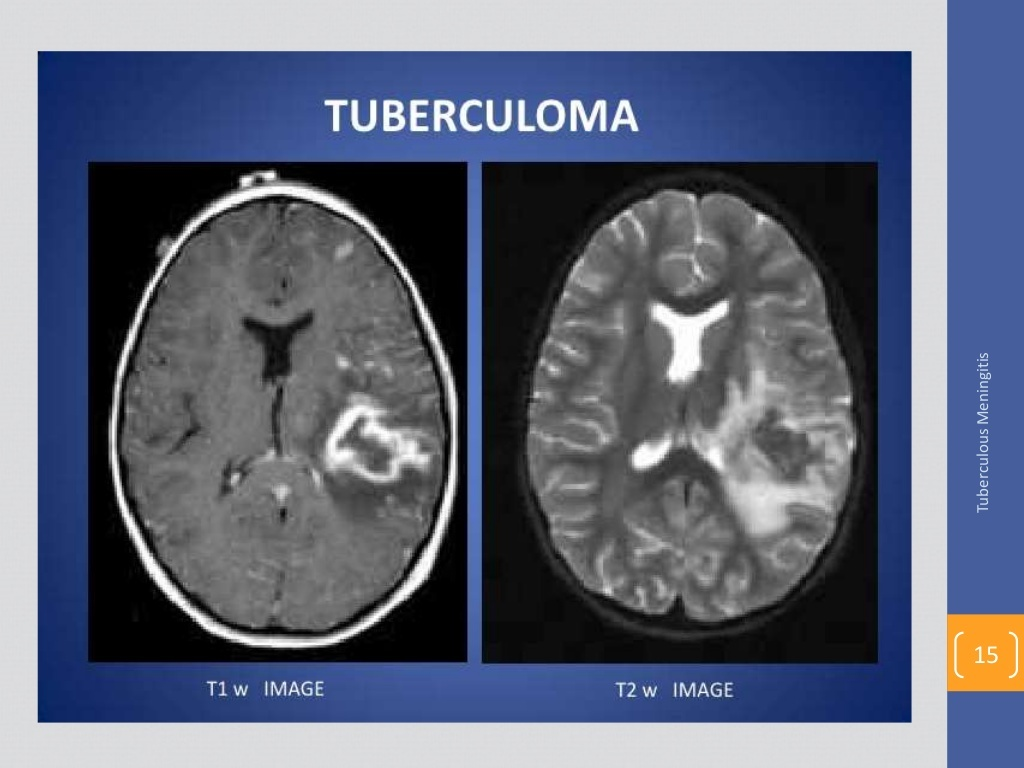 TUBERCULOMA
T1 w IMAGE
T2 w IMAGE
Tuberculous Meningitis
15